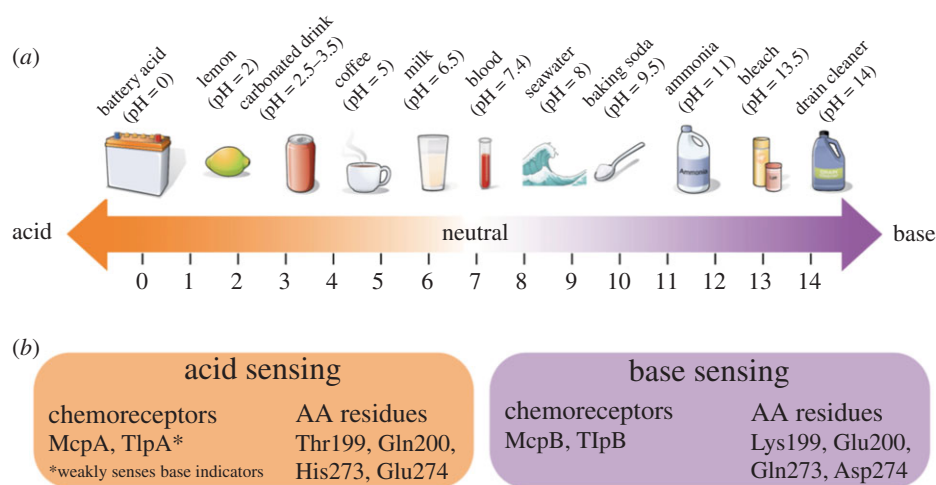 (a)
battery acid
(pH = 0)
lemon
(pH = 2)
carbonated drink
(pH = 2.5–3.5)
coffee
(pH = 5)
milk
(pH = 6.5)
blood
(pH = 7.4)
seawater
(pH = 8)
baking soda
(pH = 9.5)
ammonia
(pH = 11)
bleach
(pH = 13.5)
drain cleaner
(pH = 14)
Ammonia
acid
neutral
base
0 1 2 3 4 5 6 7 8 9 10 11 12 13 14
(b)
acid sensing
chemoreceptors
McpA, TlpA*
*weakly senses base indicators
AA residues
Thr199, Gln200,
His273, Glu274
base sensing
chemoreceptors
McpB, TlpB
AA residues
Lys199, Glu200,
Gln273, Asp274